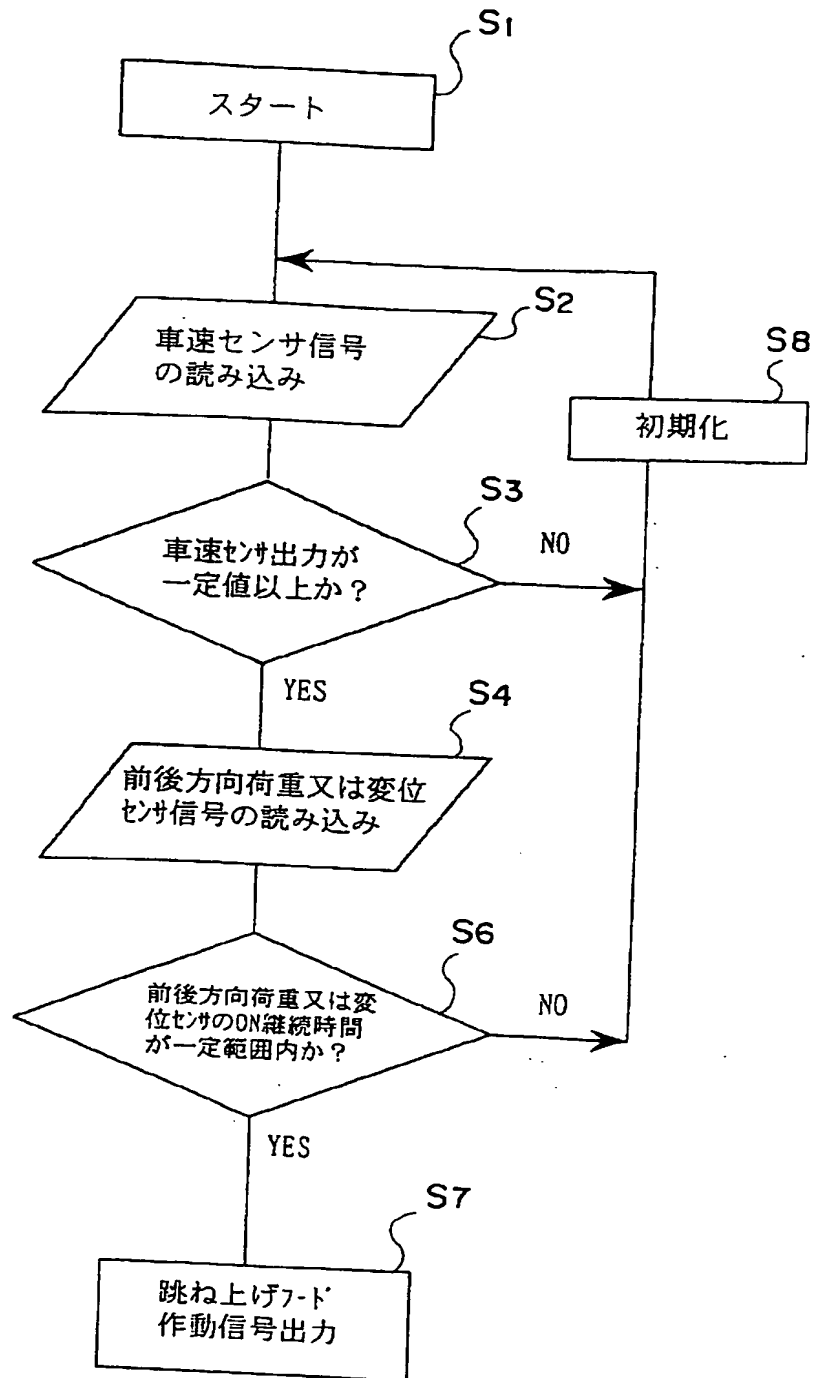 S1
スタート
S2
車速センサ信号
の読み込み
S8
初期化
S3
車速ｾﾝｻ出力が
一定値以上か？
NO
YES
S4
前後方向荷重又は変位
ｾﾝｻ信号の読み込み
S6
前後方向荷重又は変
位ｾﾝｻのON継続時間
が一定範囲内か？
NO
YES
S7
跳ね上げﾌｰﾄﾞ
作動信号出力